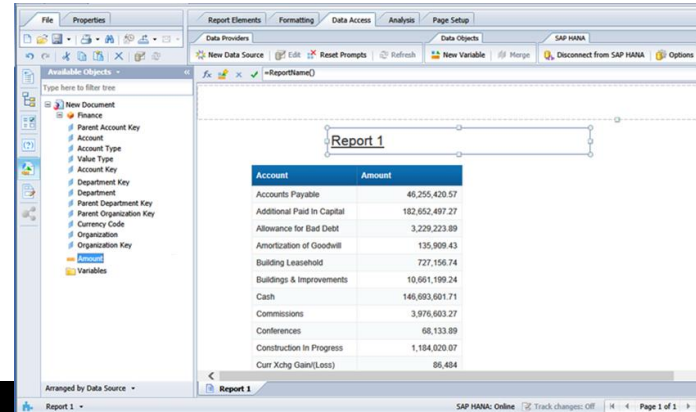 File Properties
Report Elements Formatting Data Access Analysis Page Setup
Data Providers Data Objects SAP HANA
New Data Source Edit Reset Prompts Refresh New Variable Merge Disconnect from SAP HANA Options
Available Objects
fx =ReportName()
Type here to filter tree
New Document
Finance
Parent Account Key
Account
Account Type
Value Type
Account Key
Department Key
Department
Parent Department Key
Parent Organization Key
Currency Code
Organization
Organization Key
Amount
Variables
Report 1
Account Amount
Accounts Payable 46,255,420.57
Additional Paid In Capital 182,652,497.27
Allowance for Bad Debt 3,229,223.89
Amortization of Goodwill 135,909.43
Building Leasehold 727,156.74
Buildings & Improvements 10,661,199.24
Cash 146,693,601.71
Commissions 3,976,603.27
Conferences 68,133.89
Construction In Progress 1,184,020.07
Curr Xchg Gain/(Loss) 86,484
Arranged by Data Source
Report 1
Report 1 SAP HANA: Online Track changes: Off Page 1 of 1